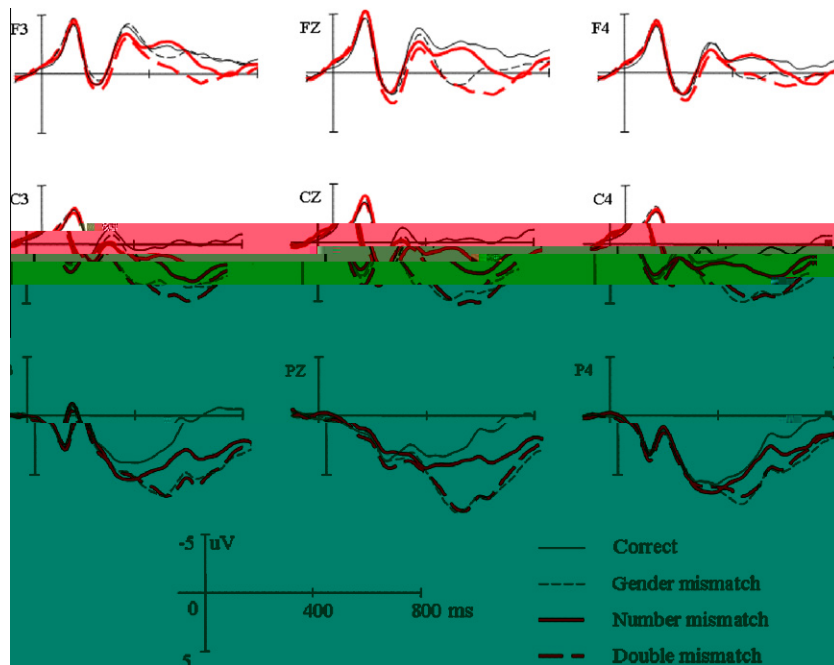 F3 FZ F4
C3 CZ C4
PZ P4
-5 uV
0 400 800 ms
5
Correct
Gender mismatch
Number mismatch
Double mismatch